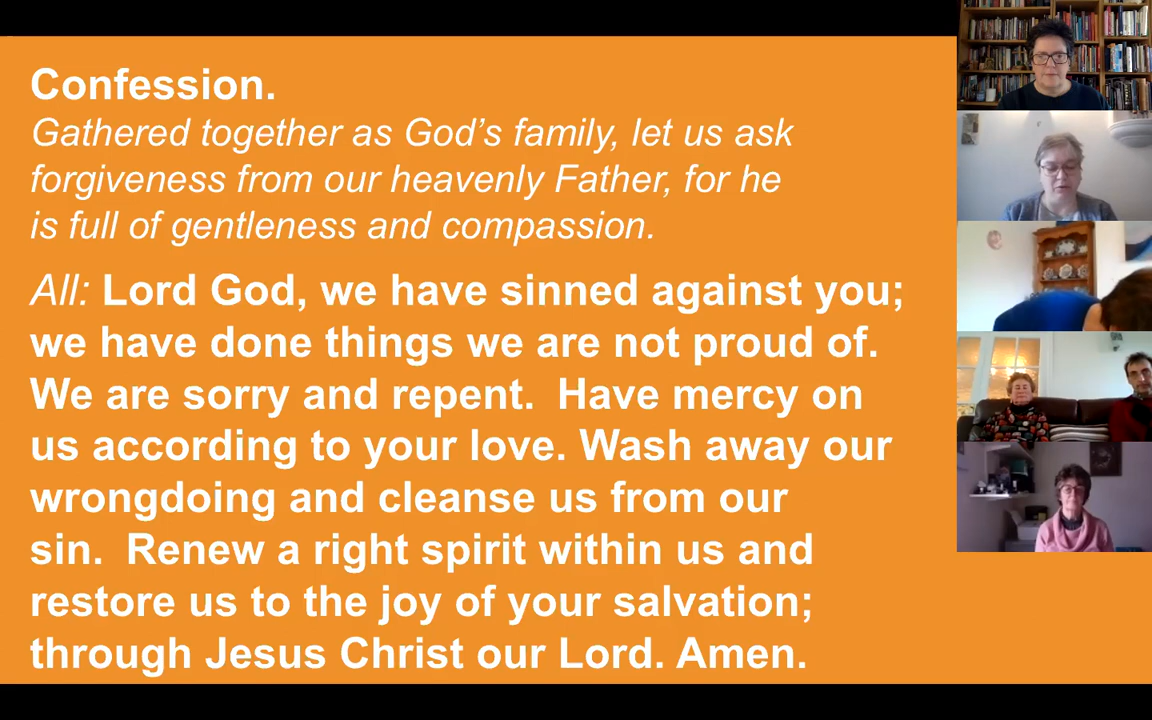 Confession.
Gathered together as God’s family, let us ask
forgiveness from our heavenly Father, for he
is full of gentleness and compassion.
All: Lord God, we have sinned against you;
we have done things we are not proud of.
We are sorry and repent.  Have mercy on
us according to your love. Wash away our
wrongdoing and cleanse us from our
sin.  Renew a right spirit within us and
restore us to the joy of your salvation;
through Jesus Christ our Lord. Amen.